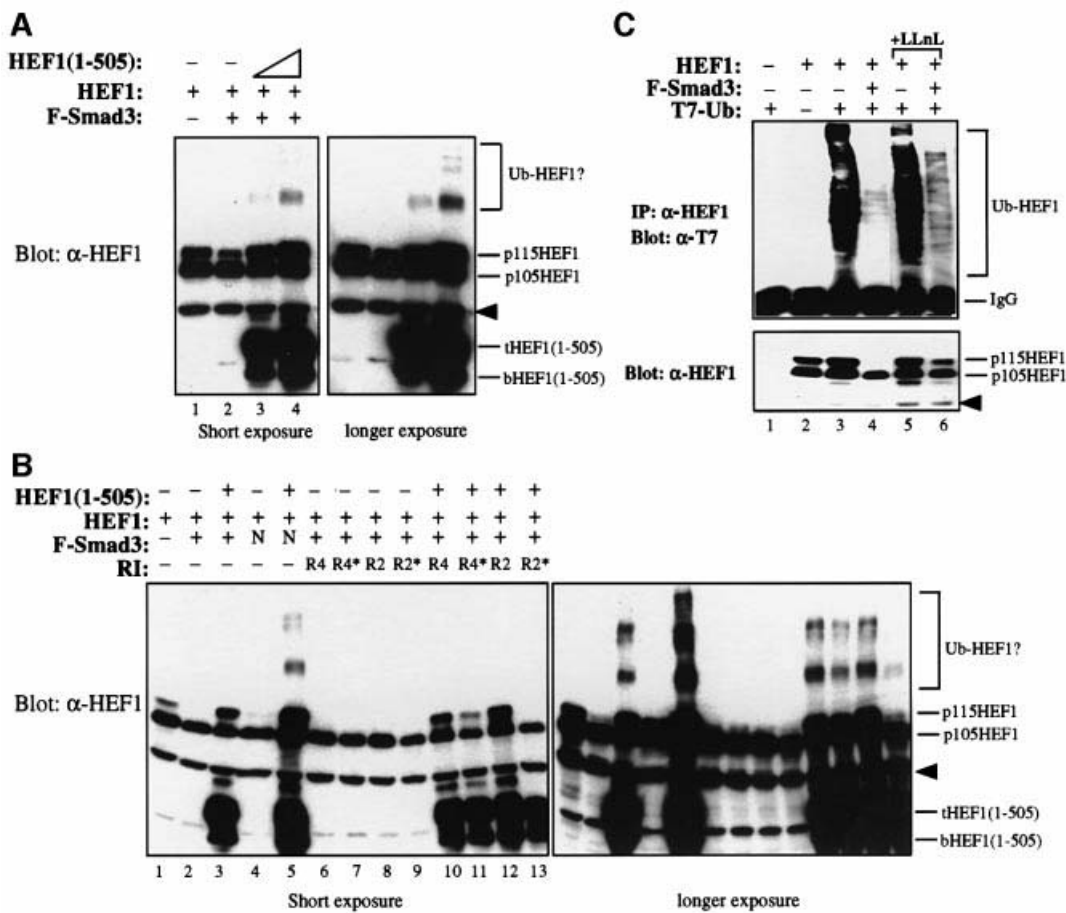 A
HEF1(1-505): – –
HEF1: + + + +
F-Smad3: – + + +
Blot: α-HEF1
Ub-HEF1?
p115HEF1
p105HEF1
tHEF1(1-505)
bHEF1(1-505)
1 2 3 4
Short exposure
longer exposure
C
+LLnL
HEF1: – + + + + +
F-Smad3: – – – + – +
T7-Ub: + – + + + +
IP: α-HEF1
Blot: α-T7
Ub-HEF1
IgG
Blot: α-HEF1
p115HEF1
p105HEF1
1 2 3 4 5 6
B
HEF1(1-505): – – + – + – – – – + + + +
HEF1: + + + + + + + + + + + + +
F-Smad3: – + + N N + + + + + + + +
RI: – – – – – R4 R4* R2 R2* R4 R4* R2 R2*
Blot: α-HEF1
Ub-HEF1?
p115HEF1
p105HEF1
tHEF1(1-505)
bHEF1(1-505)
1 2 3 4 5 6 7 8 9 10 11 12 13
Short exposure
longer exposure